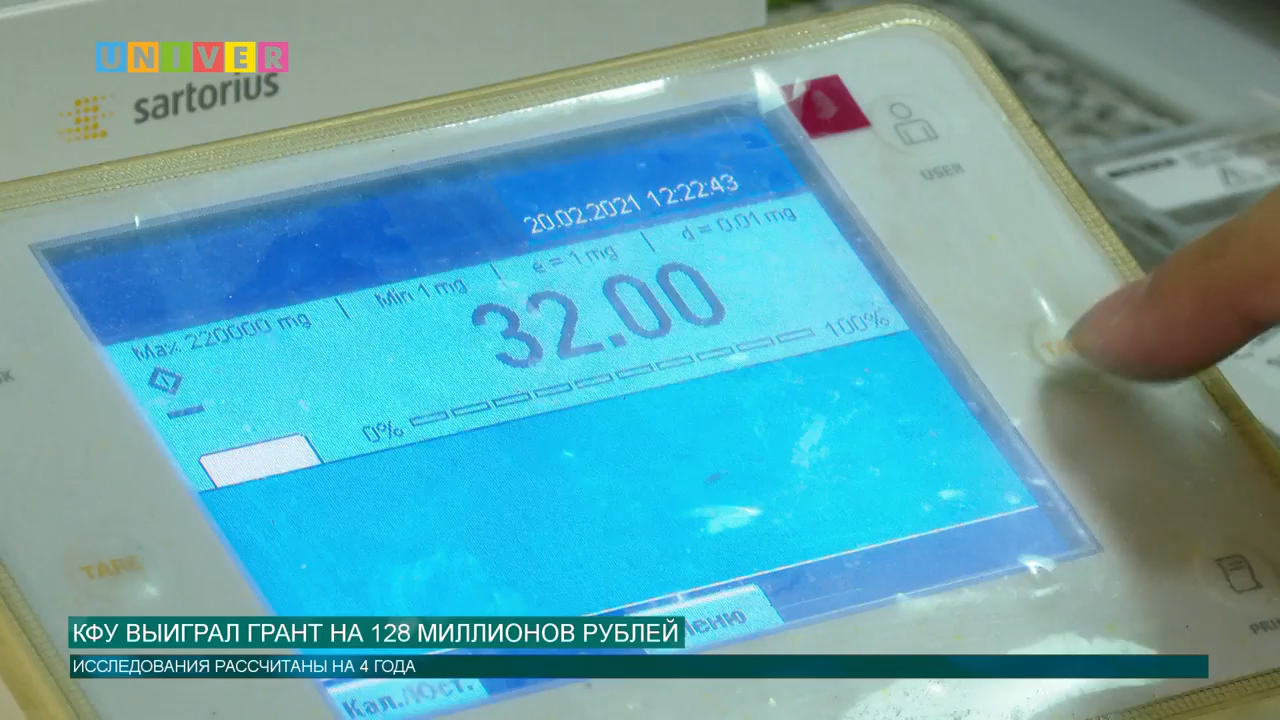 UNIVER
sartorius
USER
20.02.2021 12:22:43
Max 220000 mg | Min 1 mg | e = 1 mg | d = 0.01 mg
32.00
0% 100%
TARE
КФУ ВЫИГРАЛ ГРАНТ НА 128 МИЛЛИОНОВ РУБЛЕЙ
ИССЛЕДОВАНИЯ РАССЧИТАНЫ НА 4 ГОДА
Кал./Юст.